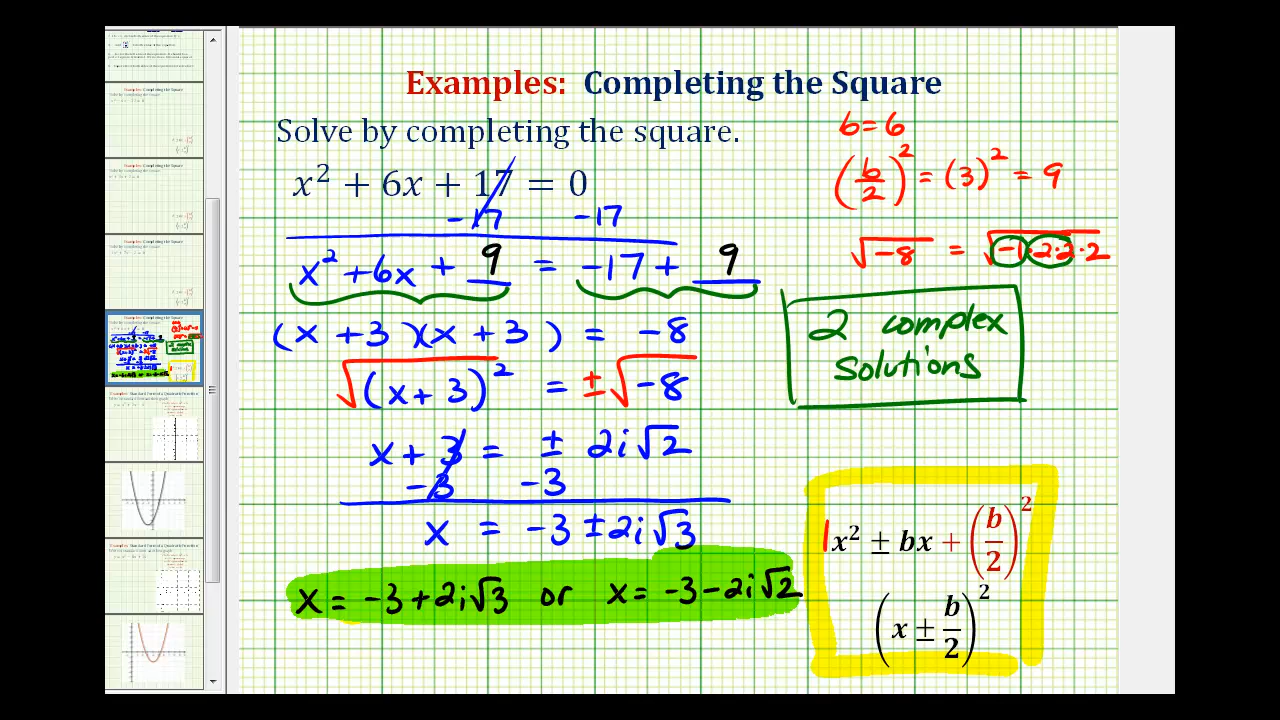 Examples: Completing the Square
Solve by completing the square.
x² + 6x + 17 = 0
-17 -17
x² + 6x + 9 = -17 + 9
(x + 3)(x + 3) = -8
√(x + 3)² = ±√-8
x + 3 = ± 2i√2
-3 -3
x = -3 ± 2i√3
x = -3 + 2i√3 or x = -3 - 2i√2
b = 6
(b/2)² = (3)² = 9
√-8 = √-1·2·2·2
2 complex
solutions
1x² ± bx + (b/2)²
(x ± b/2)²